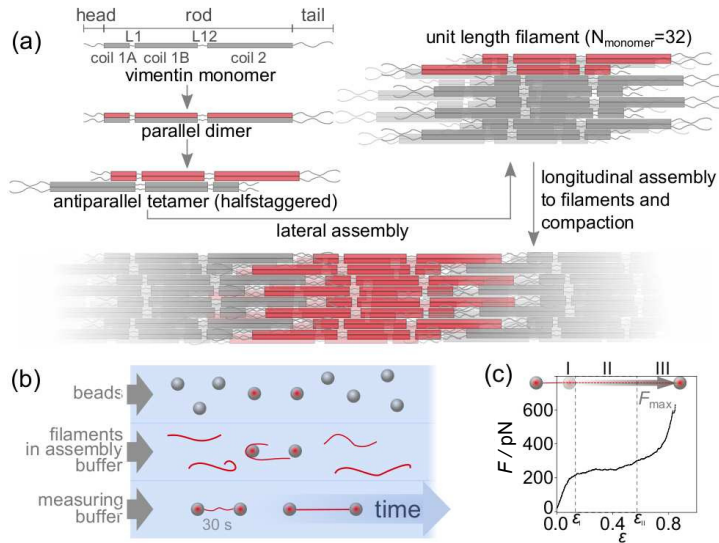 (a)
head rod tail
L1 L12
coil 1A coil 1B coil 2
vimentin monomer
parallel dimer
antiparallel tetamer (halfstaggered)
lateral assembly
unit length filament (Nmonomer=32)
longitudinal assembly
to filaments and
compaction
(b)
beads
filaments
in assembly
buffer
measuring
buffer
30 s
time
(c)
I II III
Fmax
F / pN
600
400
200
0
0.0 εI 0.4 εII 0.8
ε